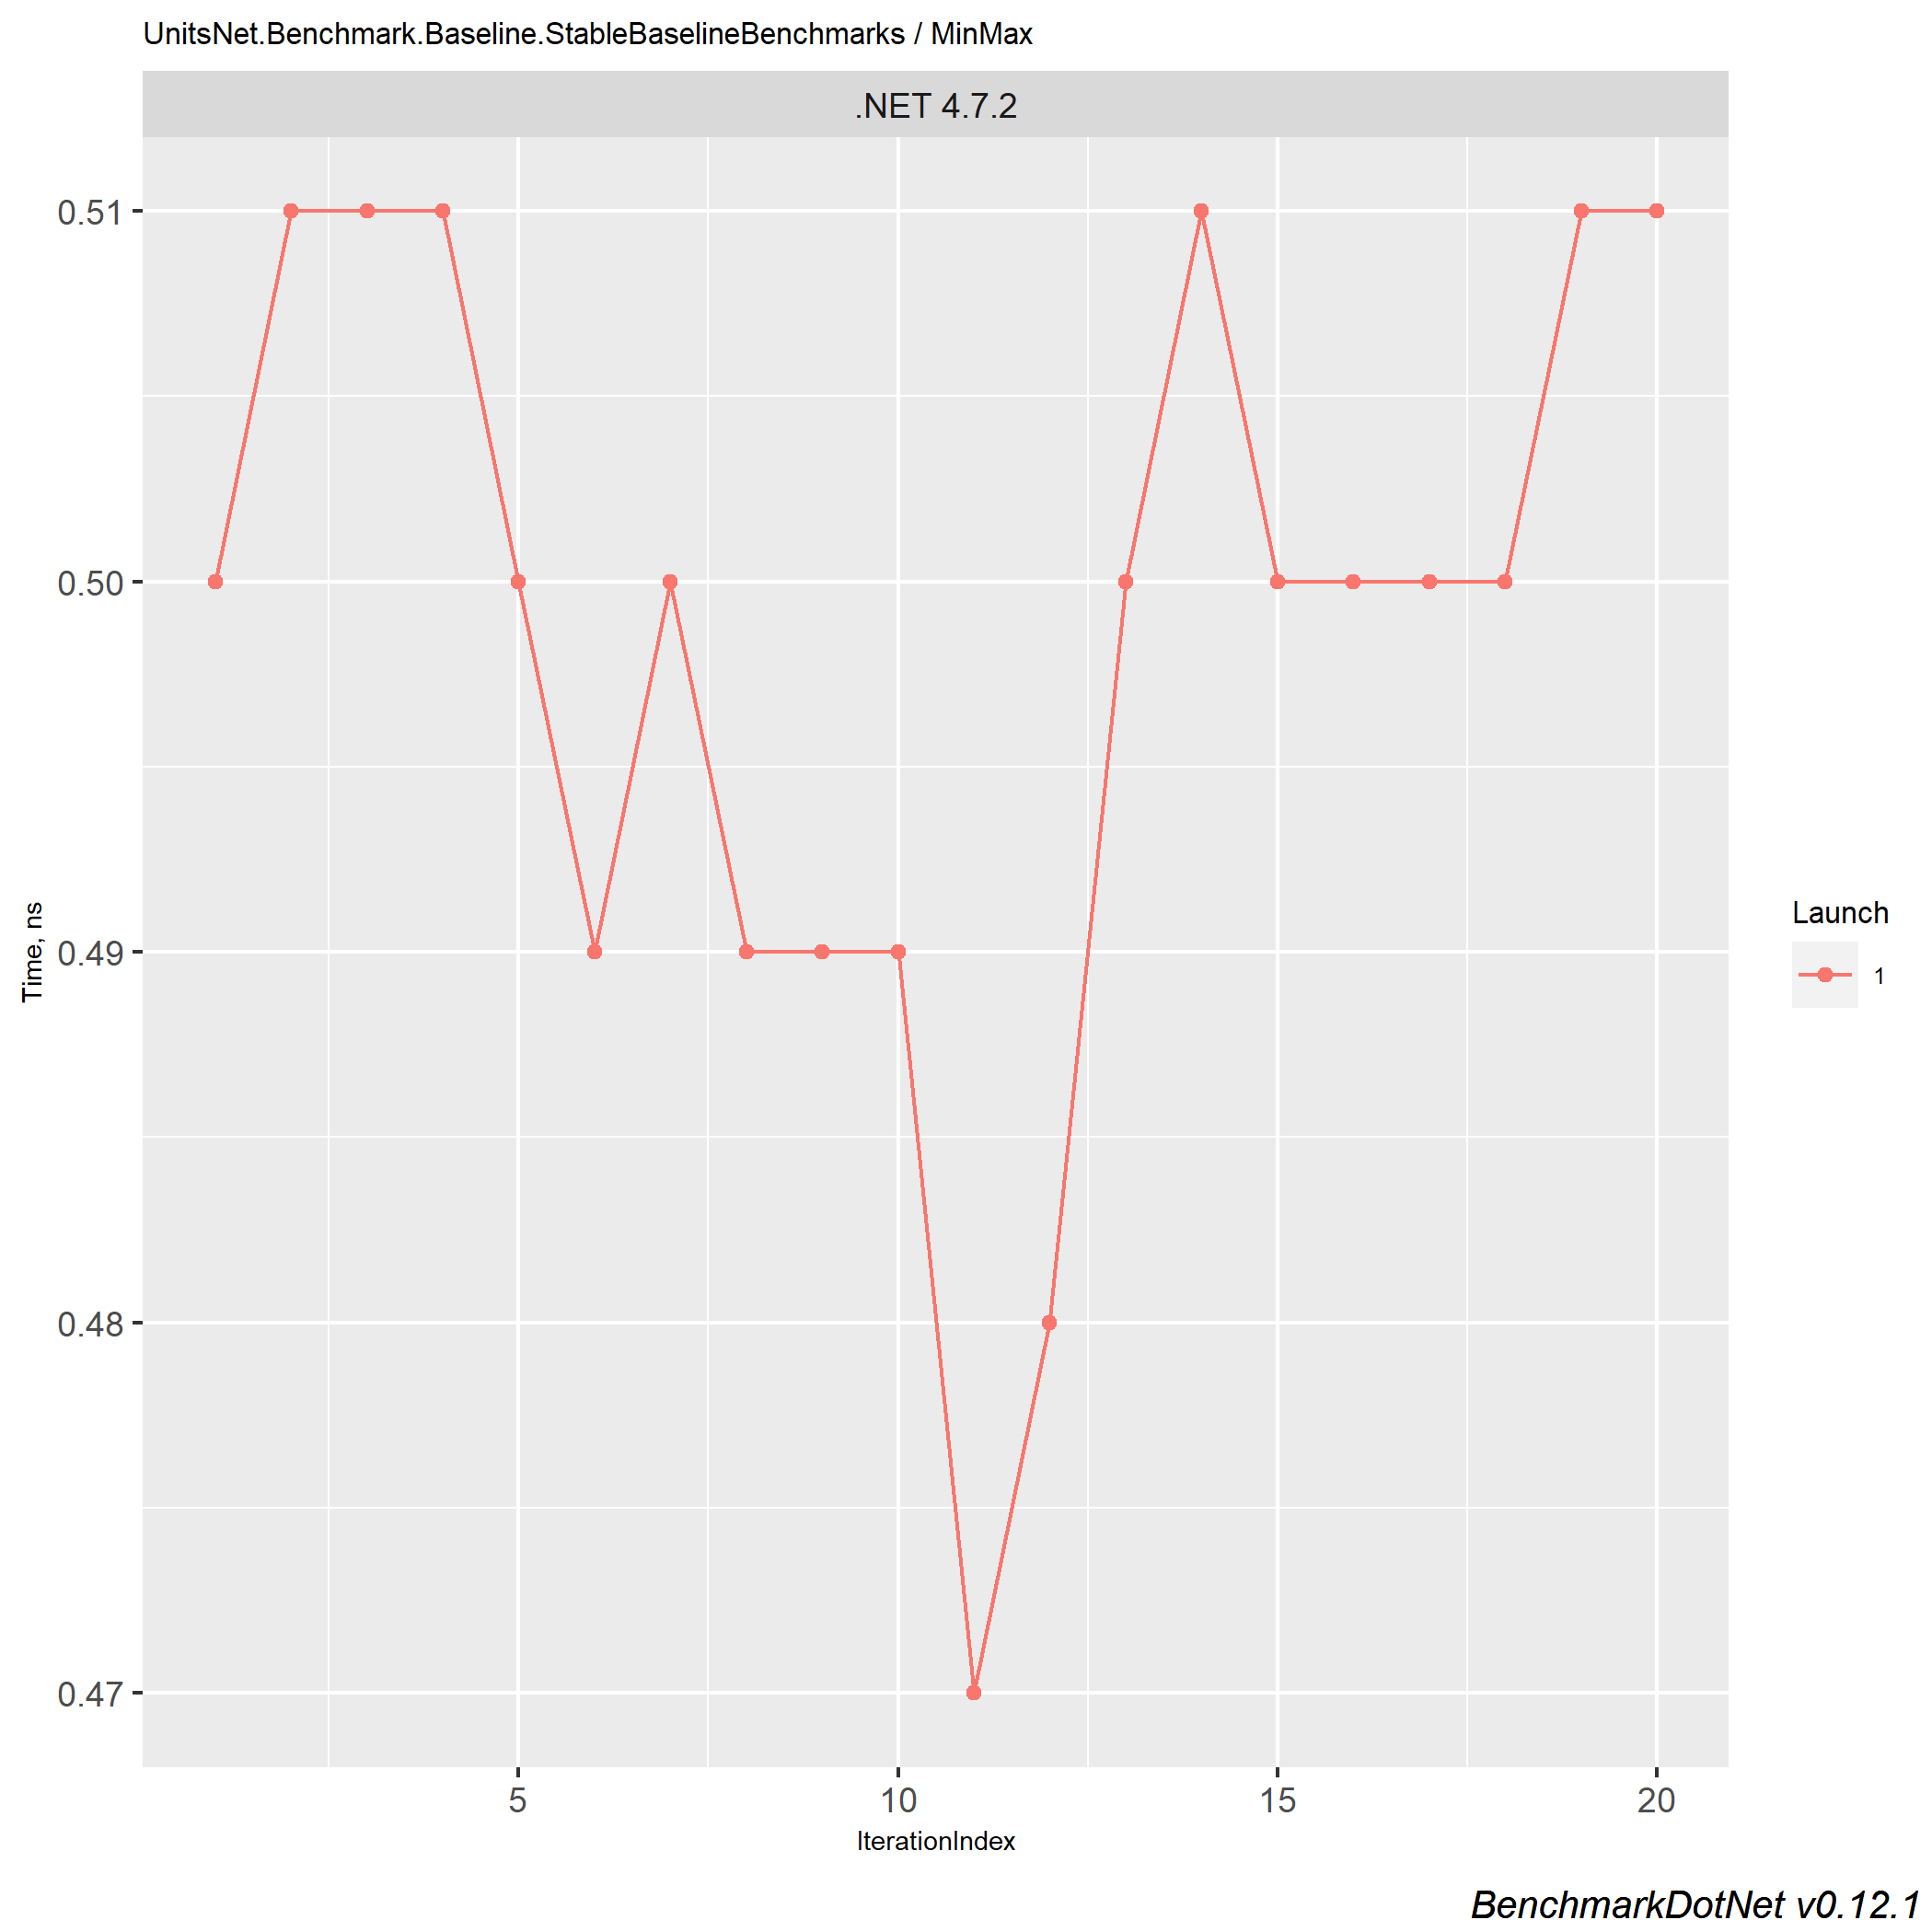 UnitsNet.Benchmark.Baseline.StableBaselineBenchmarks / MinMax
.NET 4.7.2
0.51
0.50
0.49
0.48
0.47
Time, ns
5 10 15 20
IterationIndex
Launch
1
BenchmarkDotNet v0.12.1